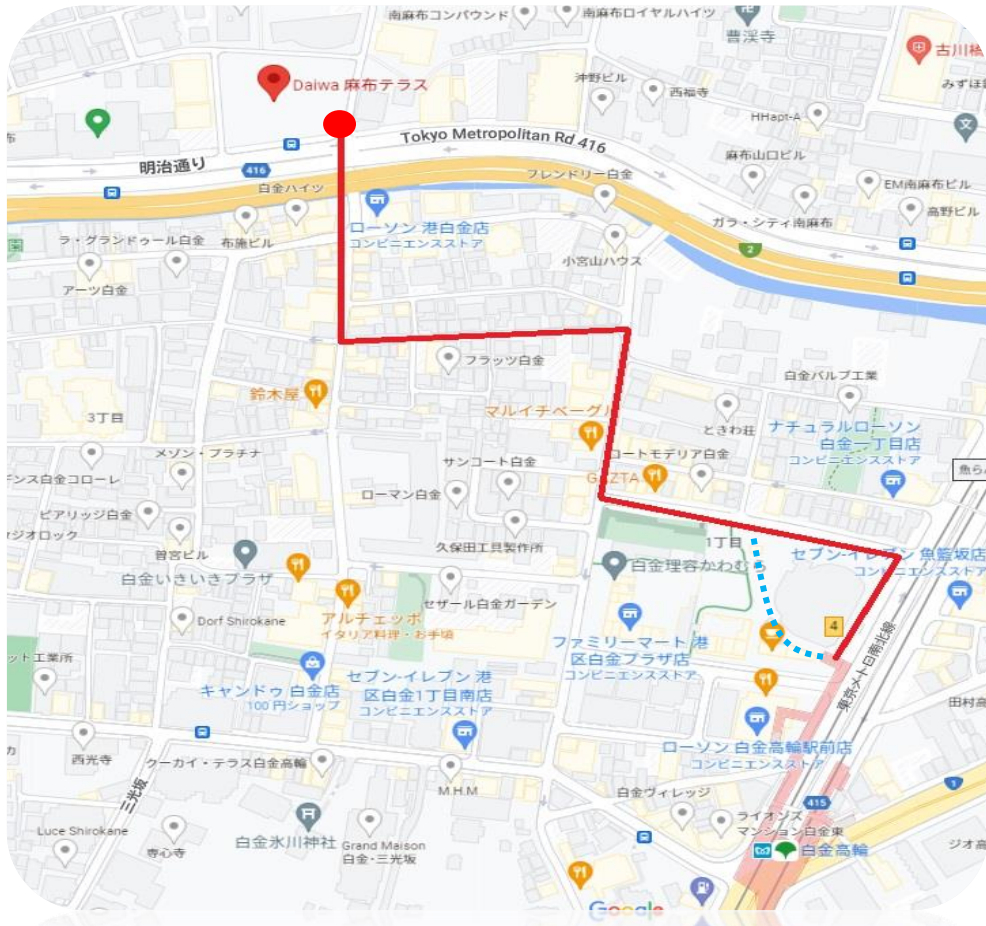 南麻布コンパウンド
南麻布ロイヤルハイツ
曹渓寺
古川橋
Daiwa 麻布テラス
沖野ビル
西福寺
みずほ
HHapt-A
文
Tokyo Metropolitan Rd 416
明治通り
416
麻布山口ビル
白金ハイツ
フレンドリー白金
EM南麻布ビル
高野ビル
ローソン 港白金店
コンビニエンスストア
ガラ・シティ南麻布
ラ・グランドゥール白金
布施ビル
2
小宮山ハウス
アーツ白金
フラッツ白金
白金バルブ工業
鈴木屋
マルイチベーグル
3丁目
ときわ荘
ナチュラルローソン
白金一丁目店
コンビニエンスストア
メゾン・プラチナ
サンコート白金
コートモデリア白金
デンス白金コローレ
GAZTA
魚らん
ローマン白金
ピアリッジ白金
タジオロック
1丁目
曽宮ビル
久保田工具製作所
セブン-イレブン 魚籃坂店
コンビニエンスストア
白金いきいきプラザ
白金理容かわむら
セザール白金ガーデン
Dorf Shirokane
アルチェッポ
イタリア料理・お手頃
4
ファミリーマート 港
区白金プラザ店
コンビニエンスストア
ット工業所
東京メトロ南北線
キャンドゥ 白金店
100 円ショップ
セブン-イレブン 港
区白金1丁目南店
コンビニエンスストア
田村高
ローソン 白金高輪駅前店
コンビニエンスストア
西光寺
クーカイ・テラス白金高輪
三光坂
M.H.M
白金ヴィレッジ
415
1
ライオンズ
マンション白金東
Luce Shirokane
専心寺
白金氷川神社
Grand Maison
白金・三光坂
白金高輪
ジオ高
Google